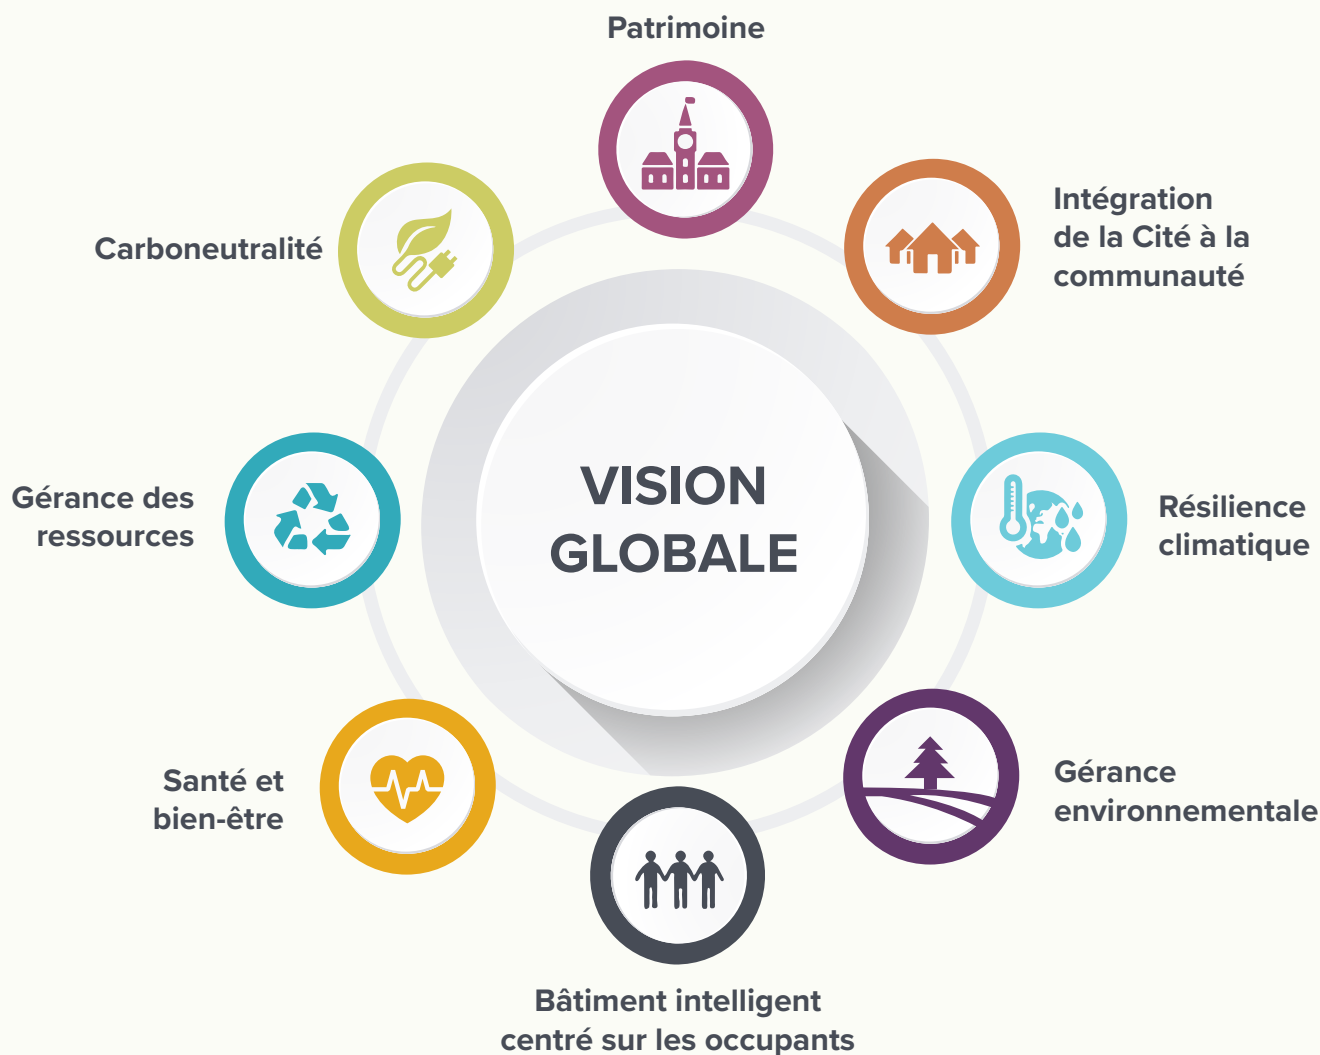 Patrimoine
Intégration
de la Cité à la
communauté
Carboneutralité
VISION
GLOBALE
Gérance des
ressources
Résilience
climatique
Santé et
bien-être
Gérance
environnementale
Bâtiment intelligent
centré sur les occupants